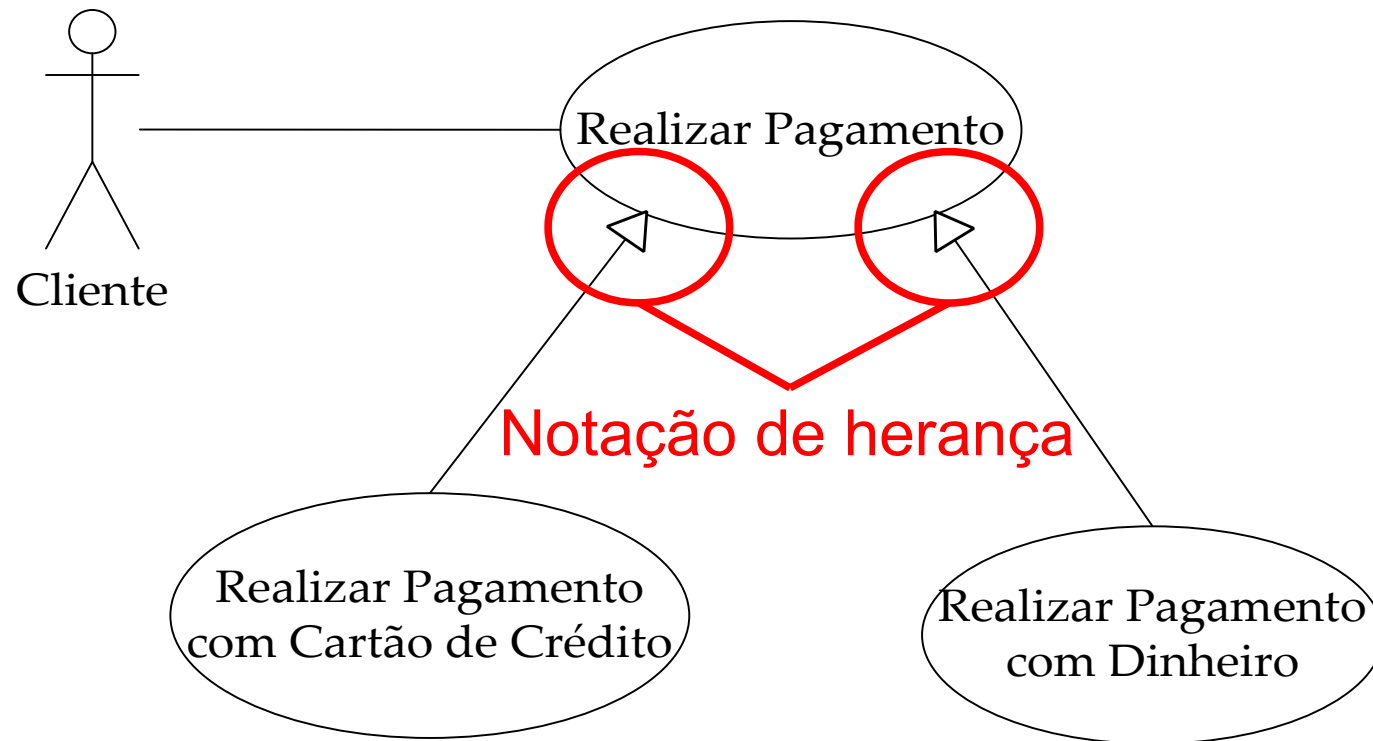 Realizar Pagamento
Cliente
Notação de herança
Realizar Pagamento
com Cartão de Crédito
Realizar Pagamento
com Dinheiro